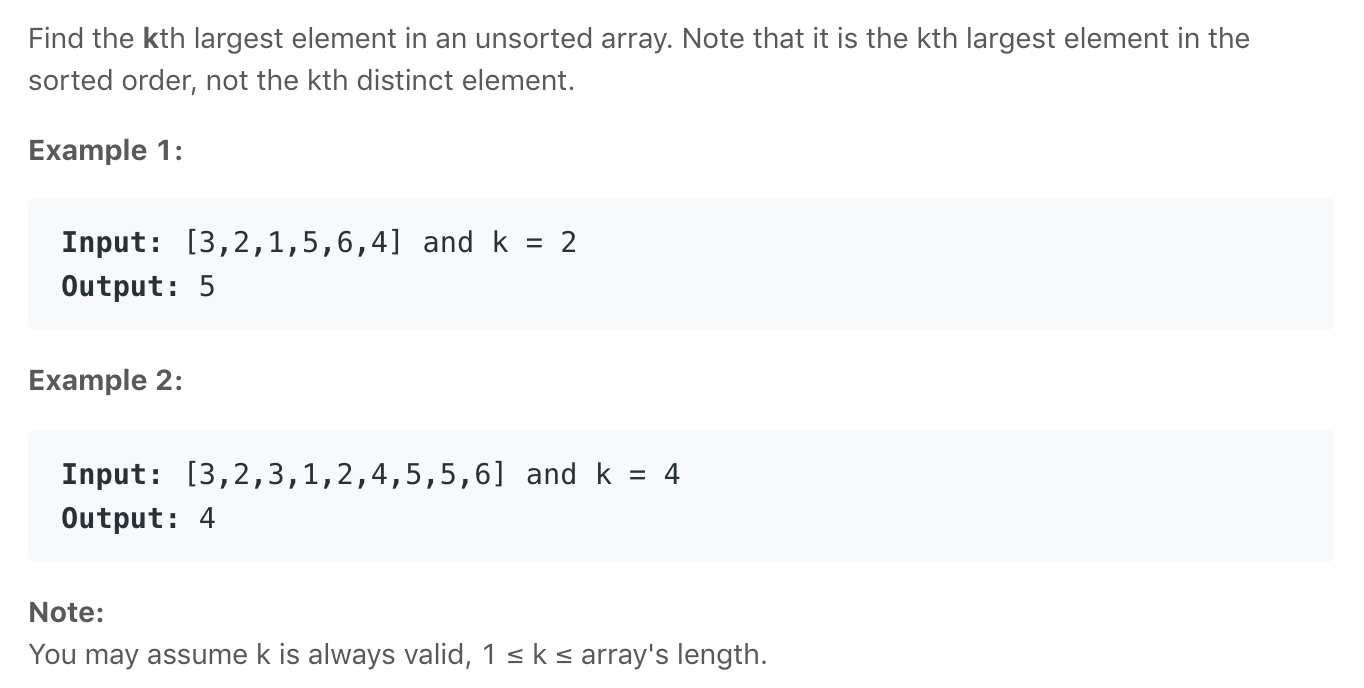 Find the kth largest element in an unsorted array. Note that it is the kth largest element in the
sorted order, not the kth distinct element.
Example 1:
Input: [3,2,1,5,6,4] and k = 2
Output: 5
Example 2:
Input: [3,2,3,1,2,4,5,5,6] and k = 4
Output: 4
Note:
You may assume k is always valid, 1 ≤ k ≤ array's length.